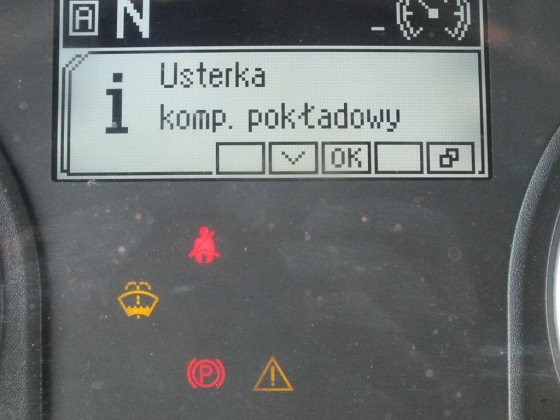 A N
i Usterka
komp. pokładowy
OK
P